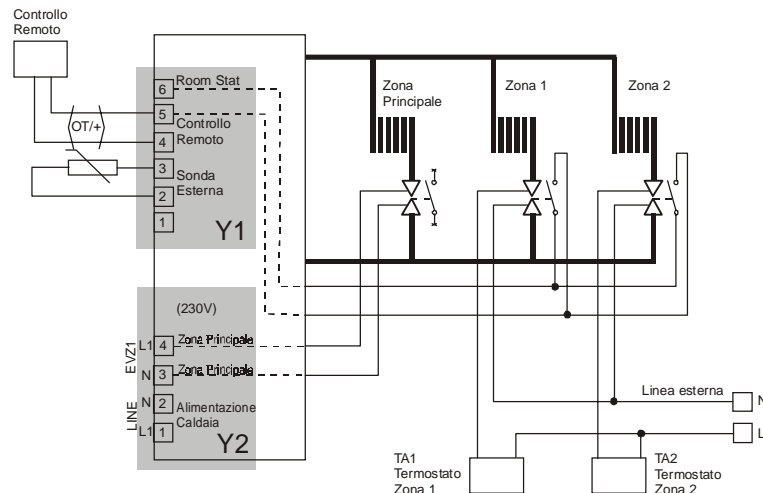 Controllo
Remoto
OT/+
6
Room Stat
5
Controllo
4
Remoto
3
Sonda
2
Esterna
1
Y1
Zona
Principale
Zona 1
Zona 2
(230V)
EVZ1
L1
4
Zona Principale
N
3
Zona Principale
LINE
N
2
Alimentazione
L1
1
Caldaia
Y2
Linea esterna
N
L
TA1
Termostato
Zona 1
TA2
Termostato
Zona 2